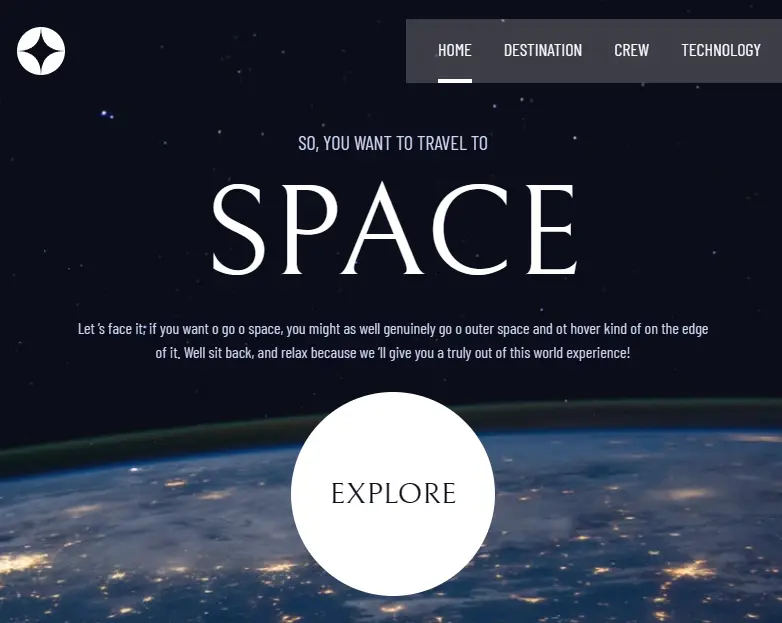 HOME DESTINATION CREW TECHNOLOGY
SO, YOU WANT TO TRAVEL TO
SPACE
Let 's face it; if you want o go o space, you might as well genuinely go o outer space and ot hover kind of on the edge
of it. Well sit back, and relax because we 'll give you a truly out of this world experience!
EXPLORE